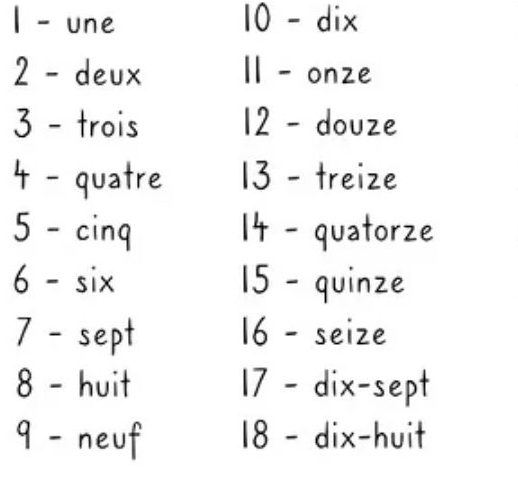 1 - une
2 - deux
3 - trois
4 - quatre
5 - cinq
6 - six
7 - sept
8 - huit
9 - neuf
10 - dix
11 - onze
12 - douze
13 - treize
14 - quatorze
15 - quinze
16 - seize
17 - dix-sept
18 - dix-huit